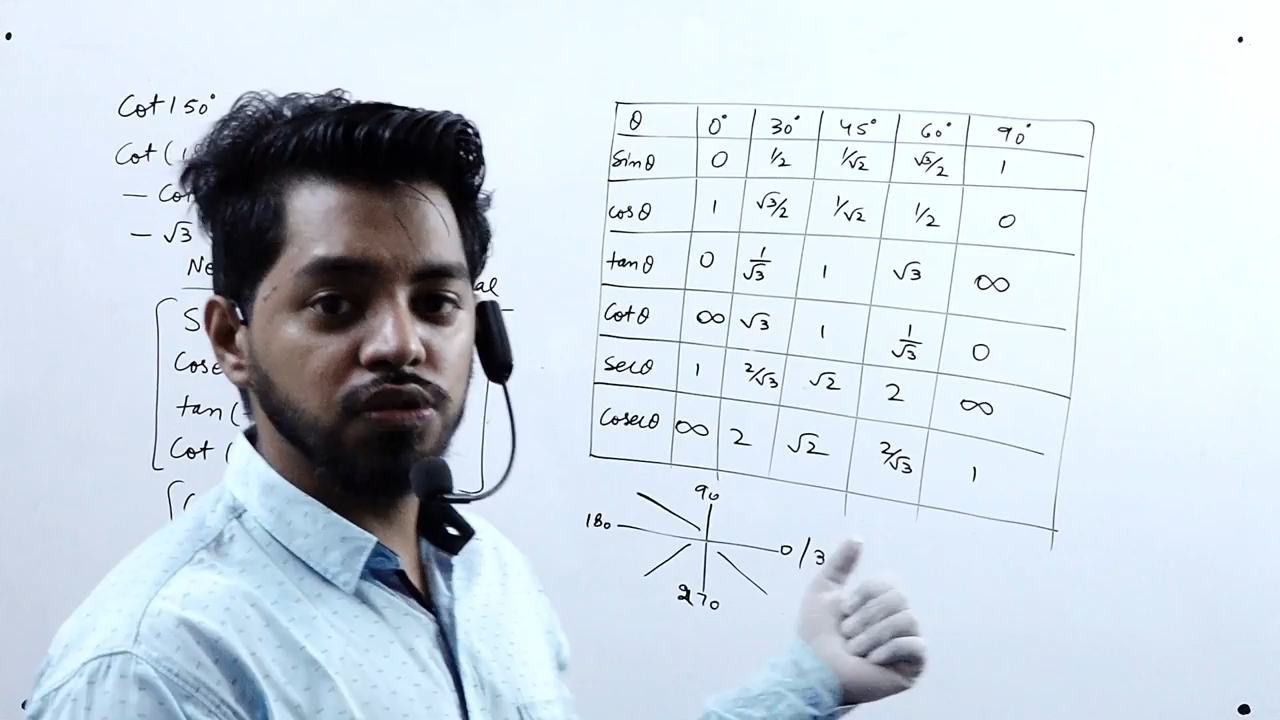 Cot 150°
Cot (1
– Co
– √3
al
S
Cose
tan (-
Cot (
θ 0° 30° 45° 60° 90°
Sinθ 0 1/2 1/√2 √3/2 1
cosθ 1 √3/2 1/√2 1/2 0
tanθ 0 1/√3 1 √3 ∞
Cotθ ∞ √3 1 1/√3 0
Secθ 1 2/√3 √2 2 ∞
Cosecθ ∞ 2 √2 2/√3 1
90
180
0/3
270